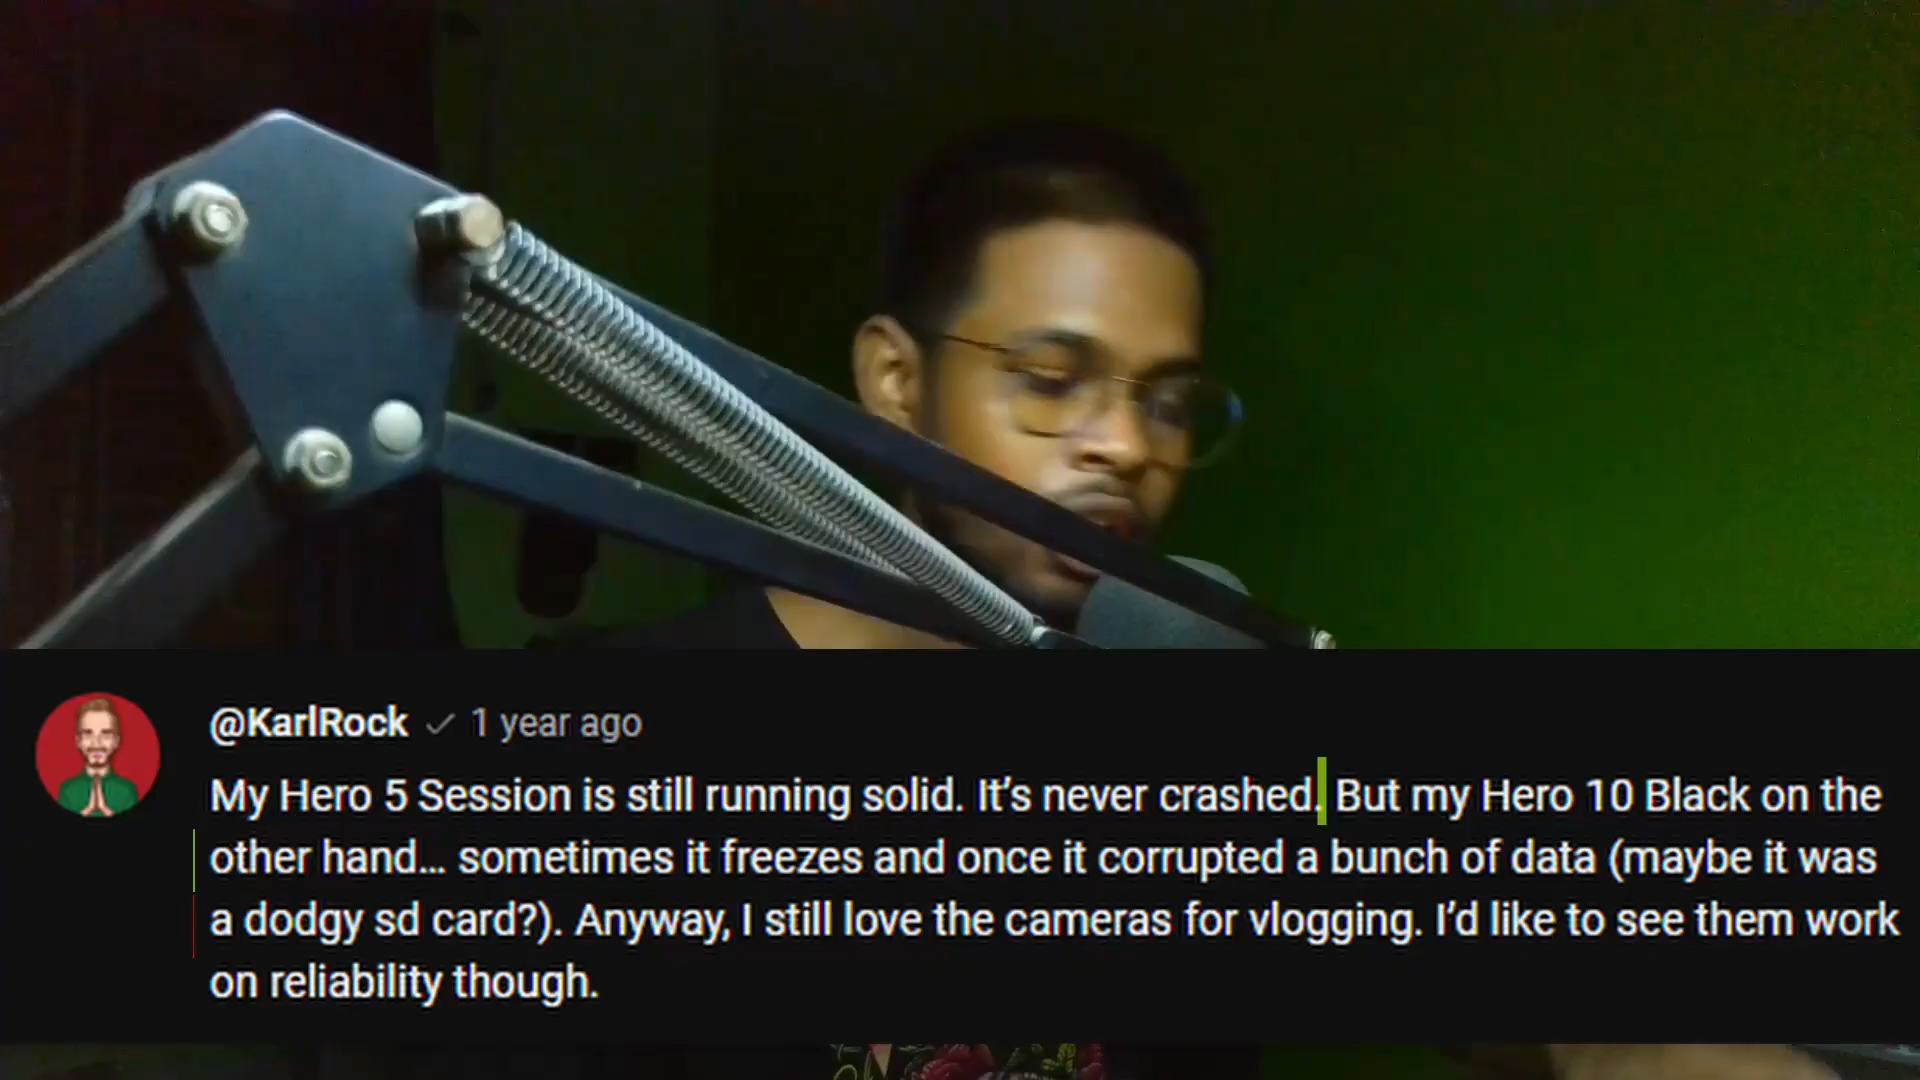 @KarlRock ✓ 1 year ago
My Hero 5 Session is still running solid. It’s never crashed. But my Hero 10 Black on the
other hand… sometimes it freezes and once it corrupted a bunch of data (maybe it was
a dodgy sd card?). Anyway, I still love the cameras for vlogging. I’d like to see them work
on reliability though.